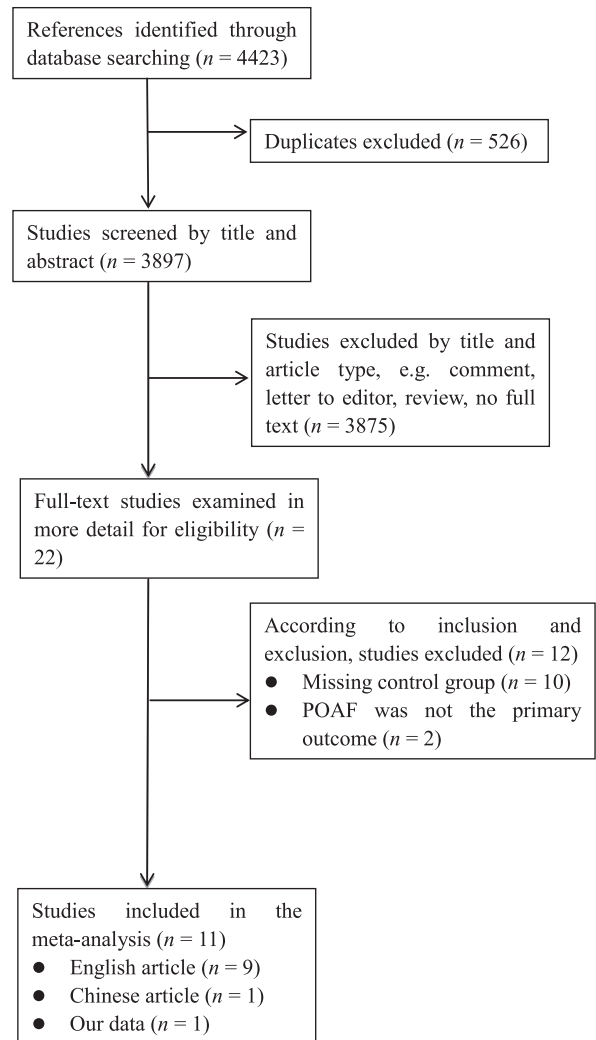 References identified through
database searching (n = 4423)
Duplicates excluded (n = 526)
Studies screened by title and
abstract (n = 3897)
Studies excluded by title and
article type, e.g. comment,
letter to editor, review, no full
text (n = 3875)
Full-text studies examined in
more detail for eligibility (n =
22)
According to inclusion and
exclusion, studies excluded (n = 12)
● Missing control group (n = 10)
● POAF was not the primary
outcome (n = 2)
Studies included in the
meta-analysis (n = 11)
● English article (n = 9)
● Chinese article (n = 1)
● Our data (n = 1)